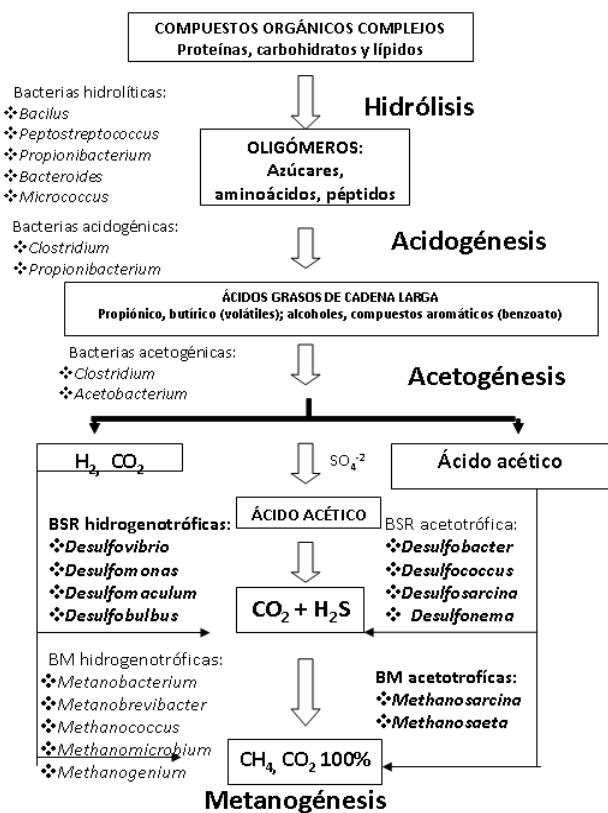 COMPUESTOS ORGÁNICOS COMPLEJOS
Proteínas, carbohidratos y lípidos
Bacterias hidrolíticas:
❖Bacilus
❖Peptostreptococcus
❖Propionibacterium
❖Bacteroides
❖Micrococcus
Hidrólisis
OLIGÓMEROS:
Azúcares,
aminoácidos, péptidos
Bacterias acidogénicas:
❖Clostridium
❖Propionibacterium
Acidogénesis
ÁCIDOS GRASOS DE CADENA LARGA
Propiónico, butírico (volátiles); alcoholes, compuestos aromáticos (benzoato)
Bacterias acetogénicas:
❖Clostridium
❖Acetobacterium
Acetogénesis
H₂, CO₂
SO₄⁻²
Ácido acético
ÁCIDO ACÉTICO
BSR hidrogenotróficas:
❖Desulfovibrio
❖Desulfomonas
❖Desulfomaculum
❖Desulfobulbus
BSR acetotrófica:
❖Desulfobacter
❖Desulfococcus
❖Desulfosarcina
❖ Desulfonema
CO₂ + H₂S
BM hidrogenotróficas:
❖Metanobacterium
❖Metanobrevibacter
❖Methanococcus
❖Methanomicrobium
❖Methanogenium
BM acetotrofícas:
❖Methanosarcina
❖Methanosaeta
CH₄, CO₂ 100%
Metanogénesis